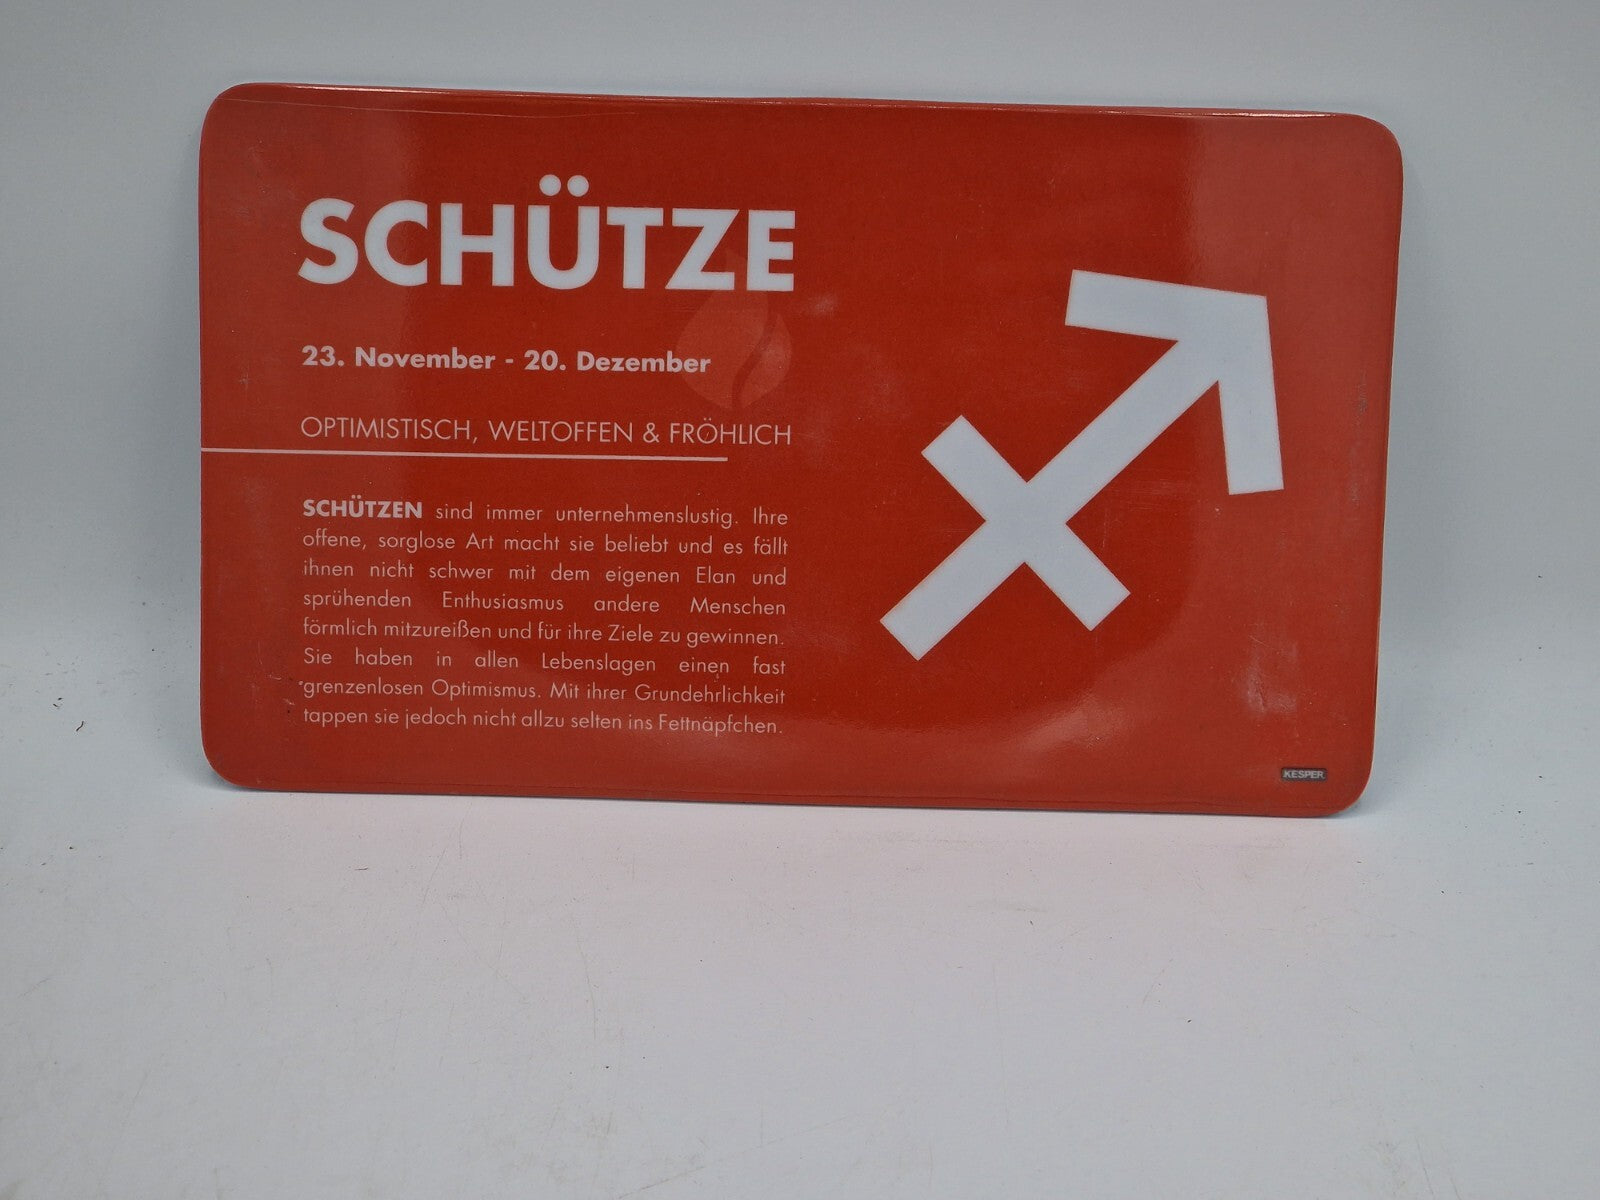 SCHÜTZE
23. November - 20. Dezember
OPTIMISTISCH, WELTOFFEN & FRÖHLICH
SCHÜTZEN sind immer unternehmenslustig. Ihre
offene, sorglose Art macht sie beliebt und es fällt
ihnen nicht schwer mit dem eigenen Elan und
sprühenden Enthusiasmus andere Menschen
förmlich mitzureißen und für ihre Ziele zu gewinnen.
Sie haben in allen Lebenslagen einen fast
grenzenlosen Optimismus. Mit ihrer Grundehrlichkeit
tappen sie jedoch nicht allzu selten ins Fettnäpfchen.
KESPER